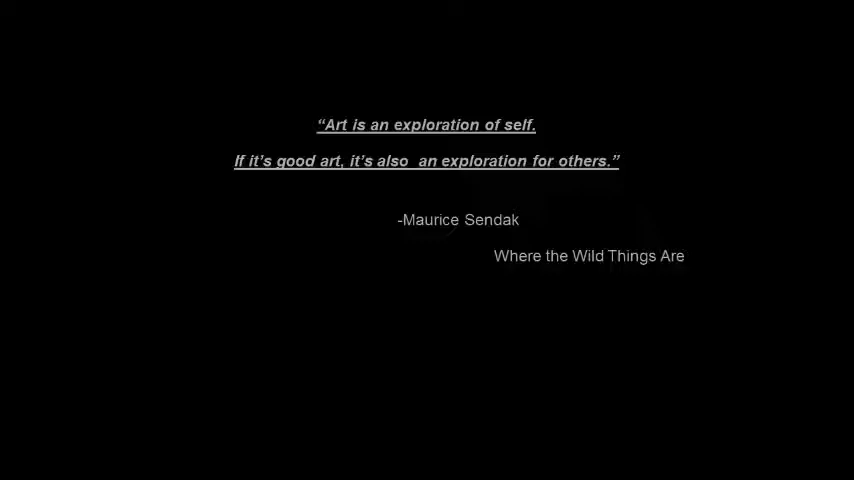 “Art is an exploration of self.
If it’s good art, it’s also  an exploration for others.”
-Maurice Sendak
Where the Wild Things Are